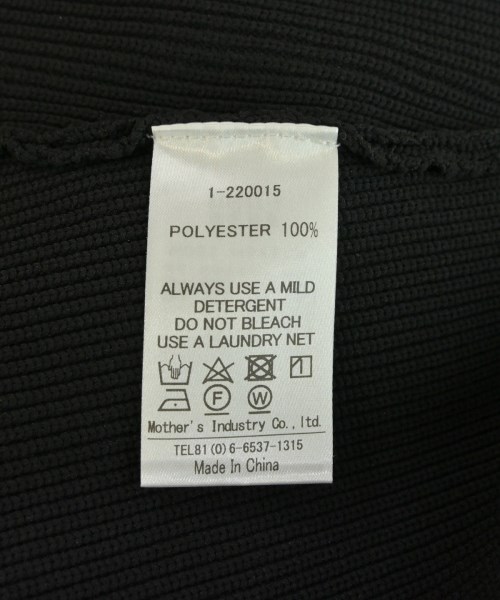 1-220015
POLYESTER 100%
ALWAYS USE A MILD
DETERGENT
DO NOT BLEACH
USE A LAUNDRY NET
F W
Mother's Industry Co., ltd.
TEL81(0)6-6537-1315
Made In China